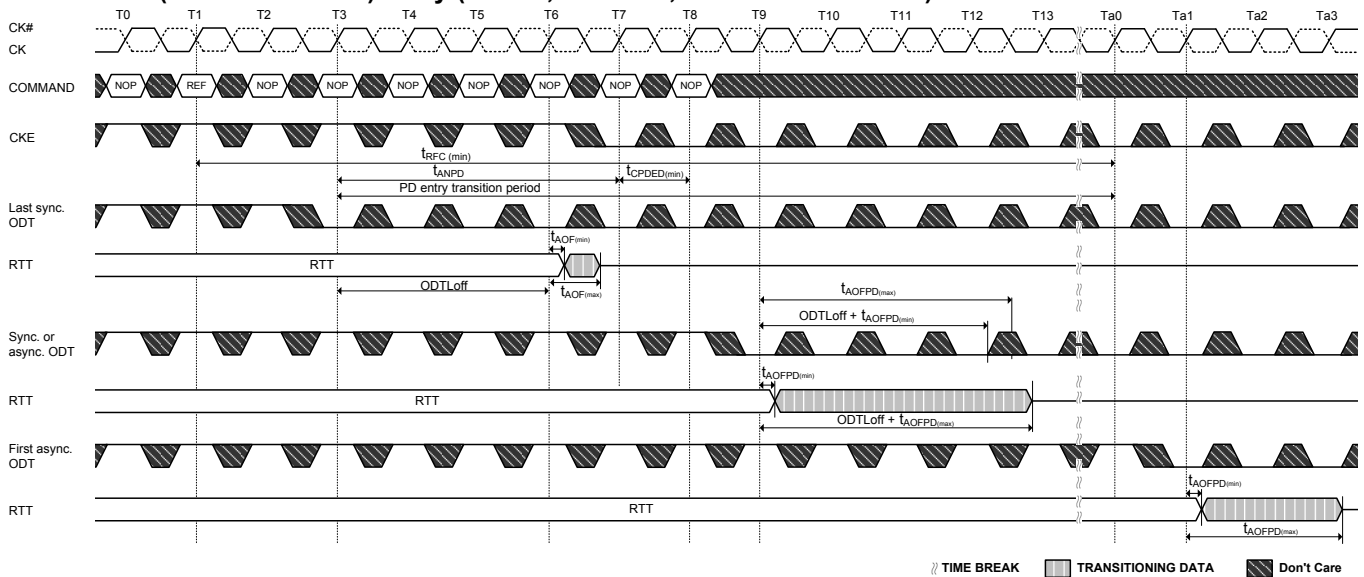 T0 T1 T2 T3 T4 T5 T6 T7 T8 T9 T10 T11 T12 T13 Ta0 Ta1 Ta2 Ta3
CK#
CK
COMMAND NOP REF NOP NOP NOP NOP NOP NOP NOP
CKE
tRFC (min)
tANPD tCPDED(min)
PD entry transition period
Last sync.
ODT
tAOF(min)
RTT RTT
ODTLoff tAOF(max)
tAOFPD(max)
ODTLoff + tAOFPD(min)
Sync. or
async. ODT
tAOFPD(min)
RTT RTT
ODTLoff + tAOFPD(max)
First async.
ODT
tAOFPD(min)
RTT RTT
tAOFPD(max)
TIME BREAK TRANSITIONING DATA Don't Care